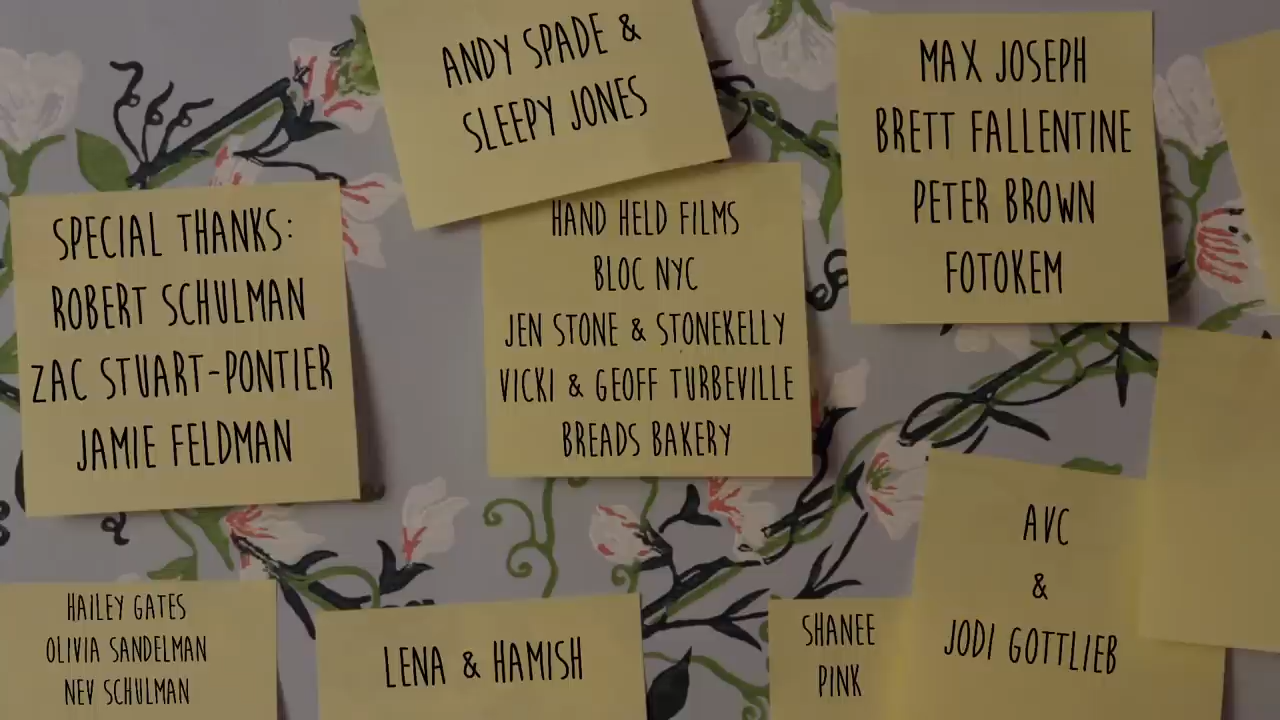 SPECIAL THANKS:
ROBERT SCHULMAN
ZAC STUART-PONTIER
JAMIE FELDMAN
ANDY SPADE &
SLEEPY JONES
HAND HELD FILMS
BLOC NYC
JEN STONE & STONEKELLY
VICKI & GEOFF TURBEVILLE
BREADS BAKERY
MAX JOSEPH
BRETT FALLENTINE
PETER BROWN
FOTOKEM
HAILEY GATES
OLIVIA SANDELMAN
NEV SCHULMAN
LENA & HAMISH
SHANEE
PINK
AVC
&
JODI GOTTLIEB